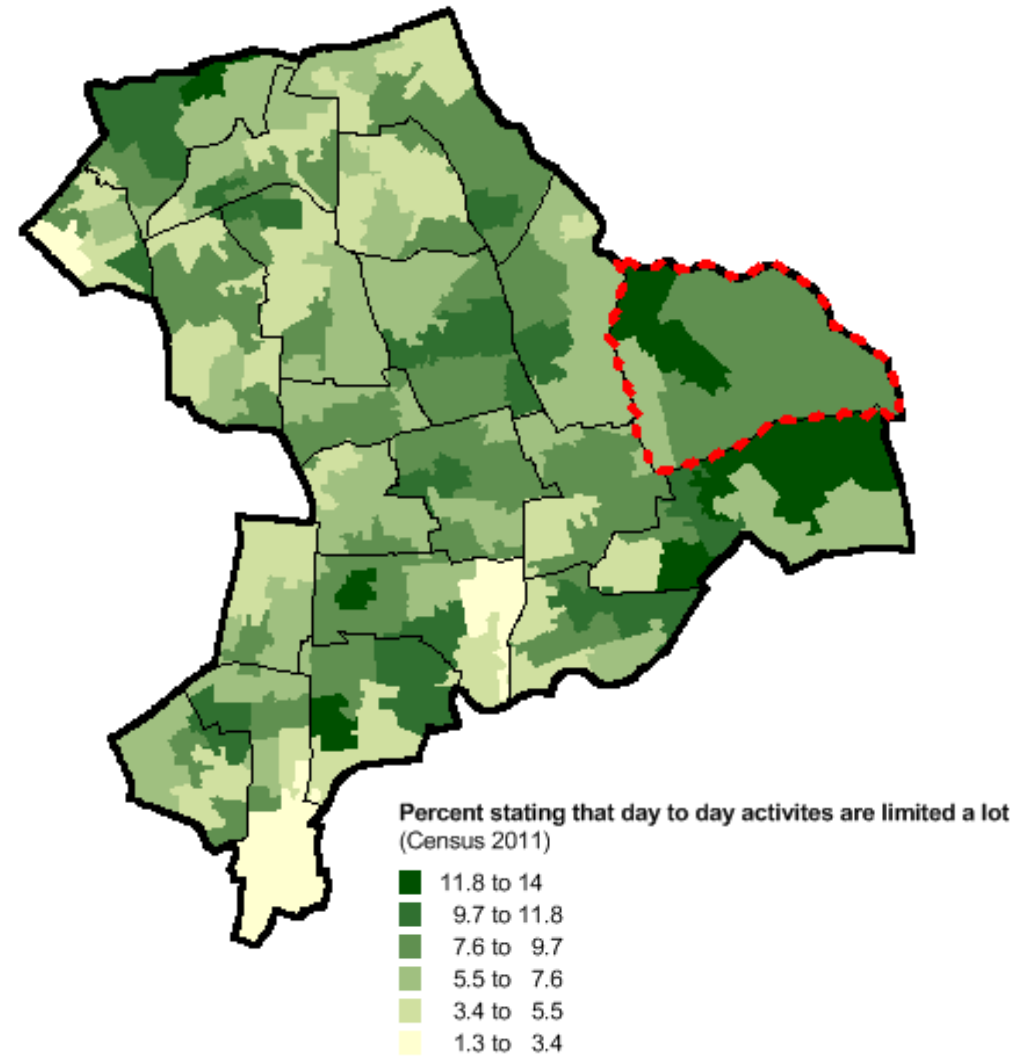 Percent stating that day to day activites are limited a lot
(Census 2011)
11.8 to 14
9.7 to 11.8
7.6 to 9.7
5.5 to 7.6
3.4 to 5.5
1.3 to 3.4